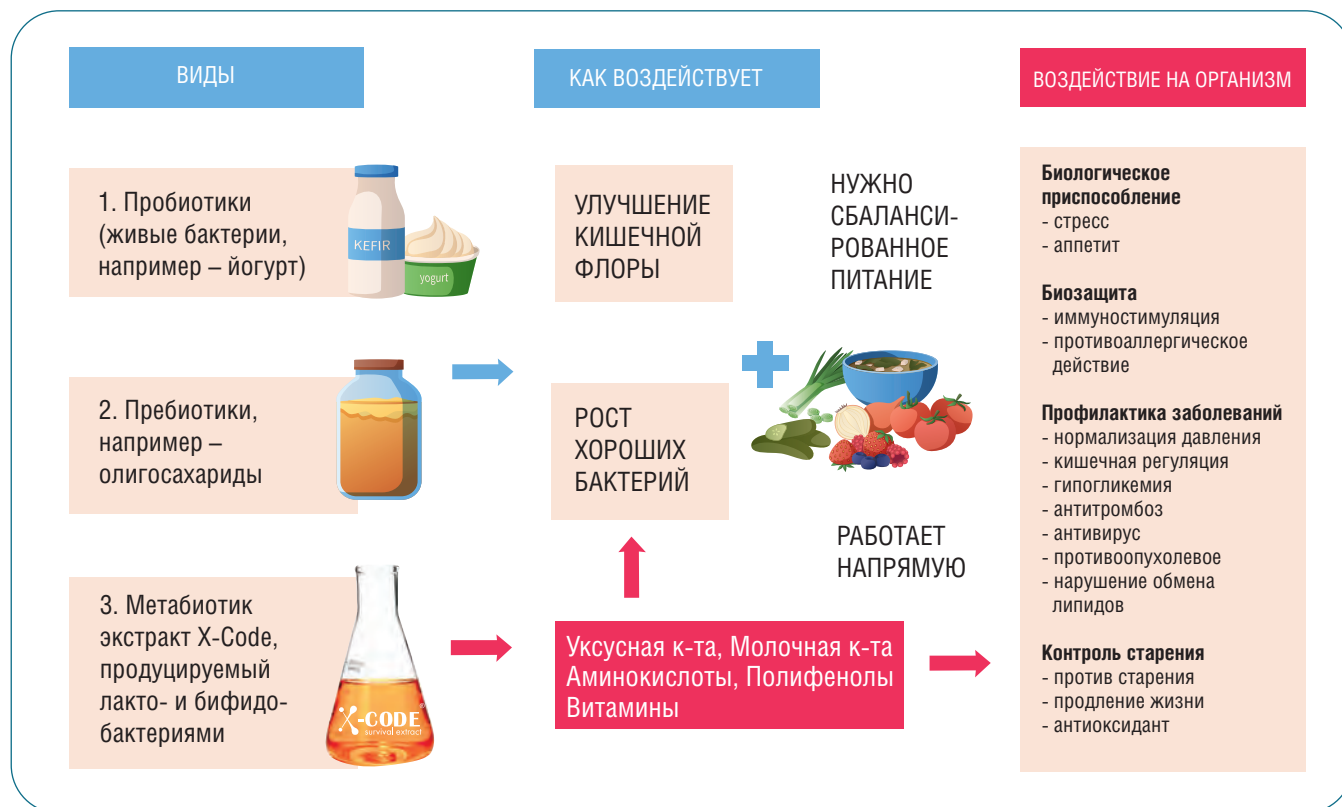 ВИДЫ
КАК ВОЗДЕЙСТВУЕТ
ВОЗДЕЙСТВИЕ НА ОРГАНИЗМ
1. Пробиотики
(живые бактерии,
например – йогурт)
KEFIR
yogurt
УЛУЧШЕНИЕ
КИШЕЧНОЙ
ФЛОРЫ
НУЖНО
СБАЛАНСИ-
РОВАННОЕ
ПИТАНИЕ
2. Пребиотики,
например –
олигосахариды
РОСТ
ХОРОШИХ
БАКТЕРИЙ
РАБОТАЕТ
НАПРЯМУЮ
3. Метабиотик
экстракт X-Code,
продуцируемый
лакто- и бифидо-
бактериями
X-CODE®
survival extract
Уксусная к-та, Молочная к-та
Аминокислоты, Полифенолы
Витамины
Биологическое
приспособление
- стресс
- аппетит
Биозащита
- иммуностимуляция
- противоаллергическое
действие
Профилактика заболеваний
- нормализация давления
- кишечная регуляция
- гипогликемия
- антитромбоз
- антивирус
- противоопухолевое
- нарушение обмена
липидов
Контроль старения
- против старения
- продление жизни
- антиоксидант